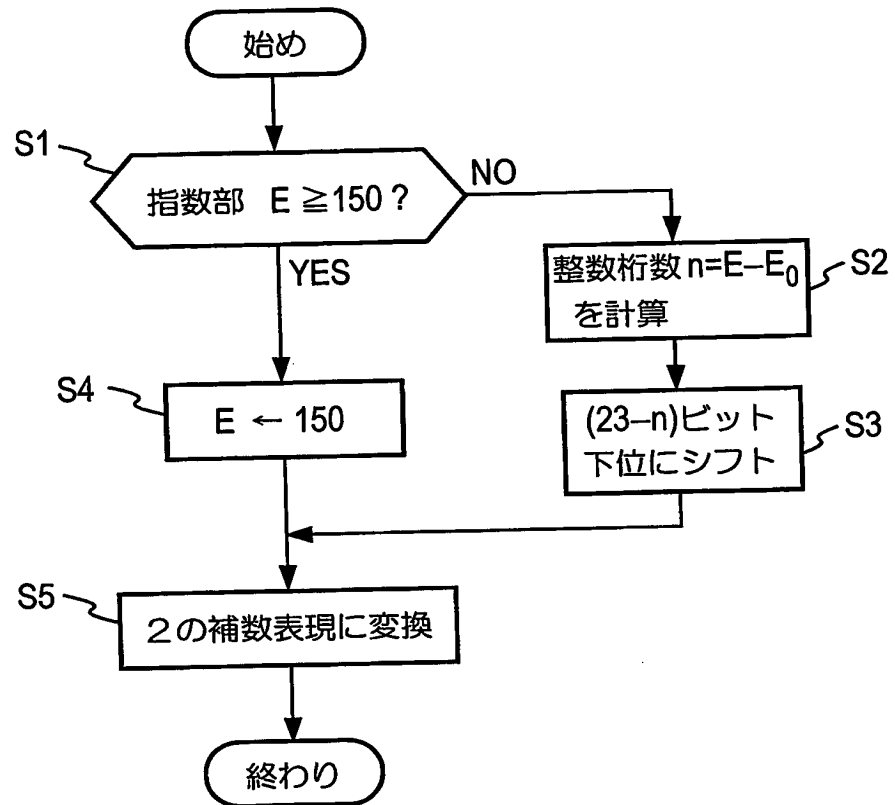 始め
S1
指数部 E ≧150 ?
NO
YES
整数桁数 n=E–E₀
を計算
S2
S4
E ← 150
(23–n)ビット
下位にシフト
S3
S5
2の補数表現に変換
終わり